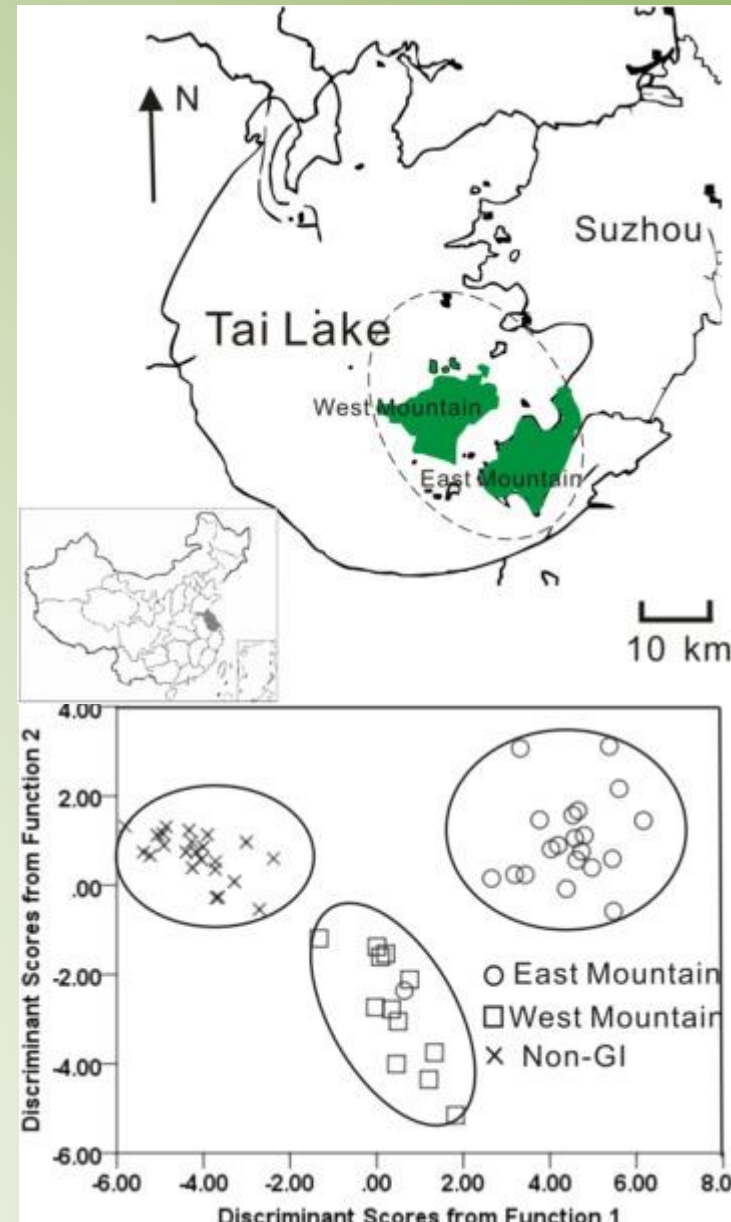 N
Suzhou
Tai Lake
West Mountain
East Mountain
10 km
4.00
2.00
.00
-2.00
-4.00
-6.00
Discriminant Scores from Function 2
○ East Mountain
□ West Mountain
× Non-GI
-6.00 -4.00 -2.00 .00 2.00 4.00 6.00 8.0
Discriminant Scores from Function 1